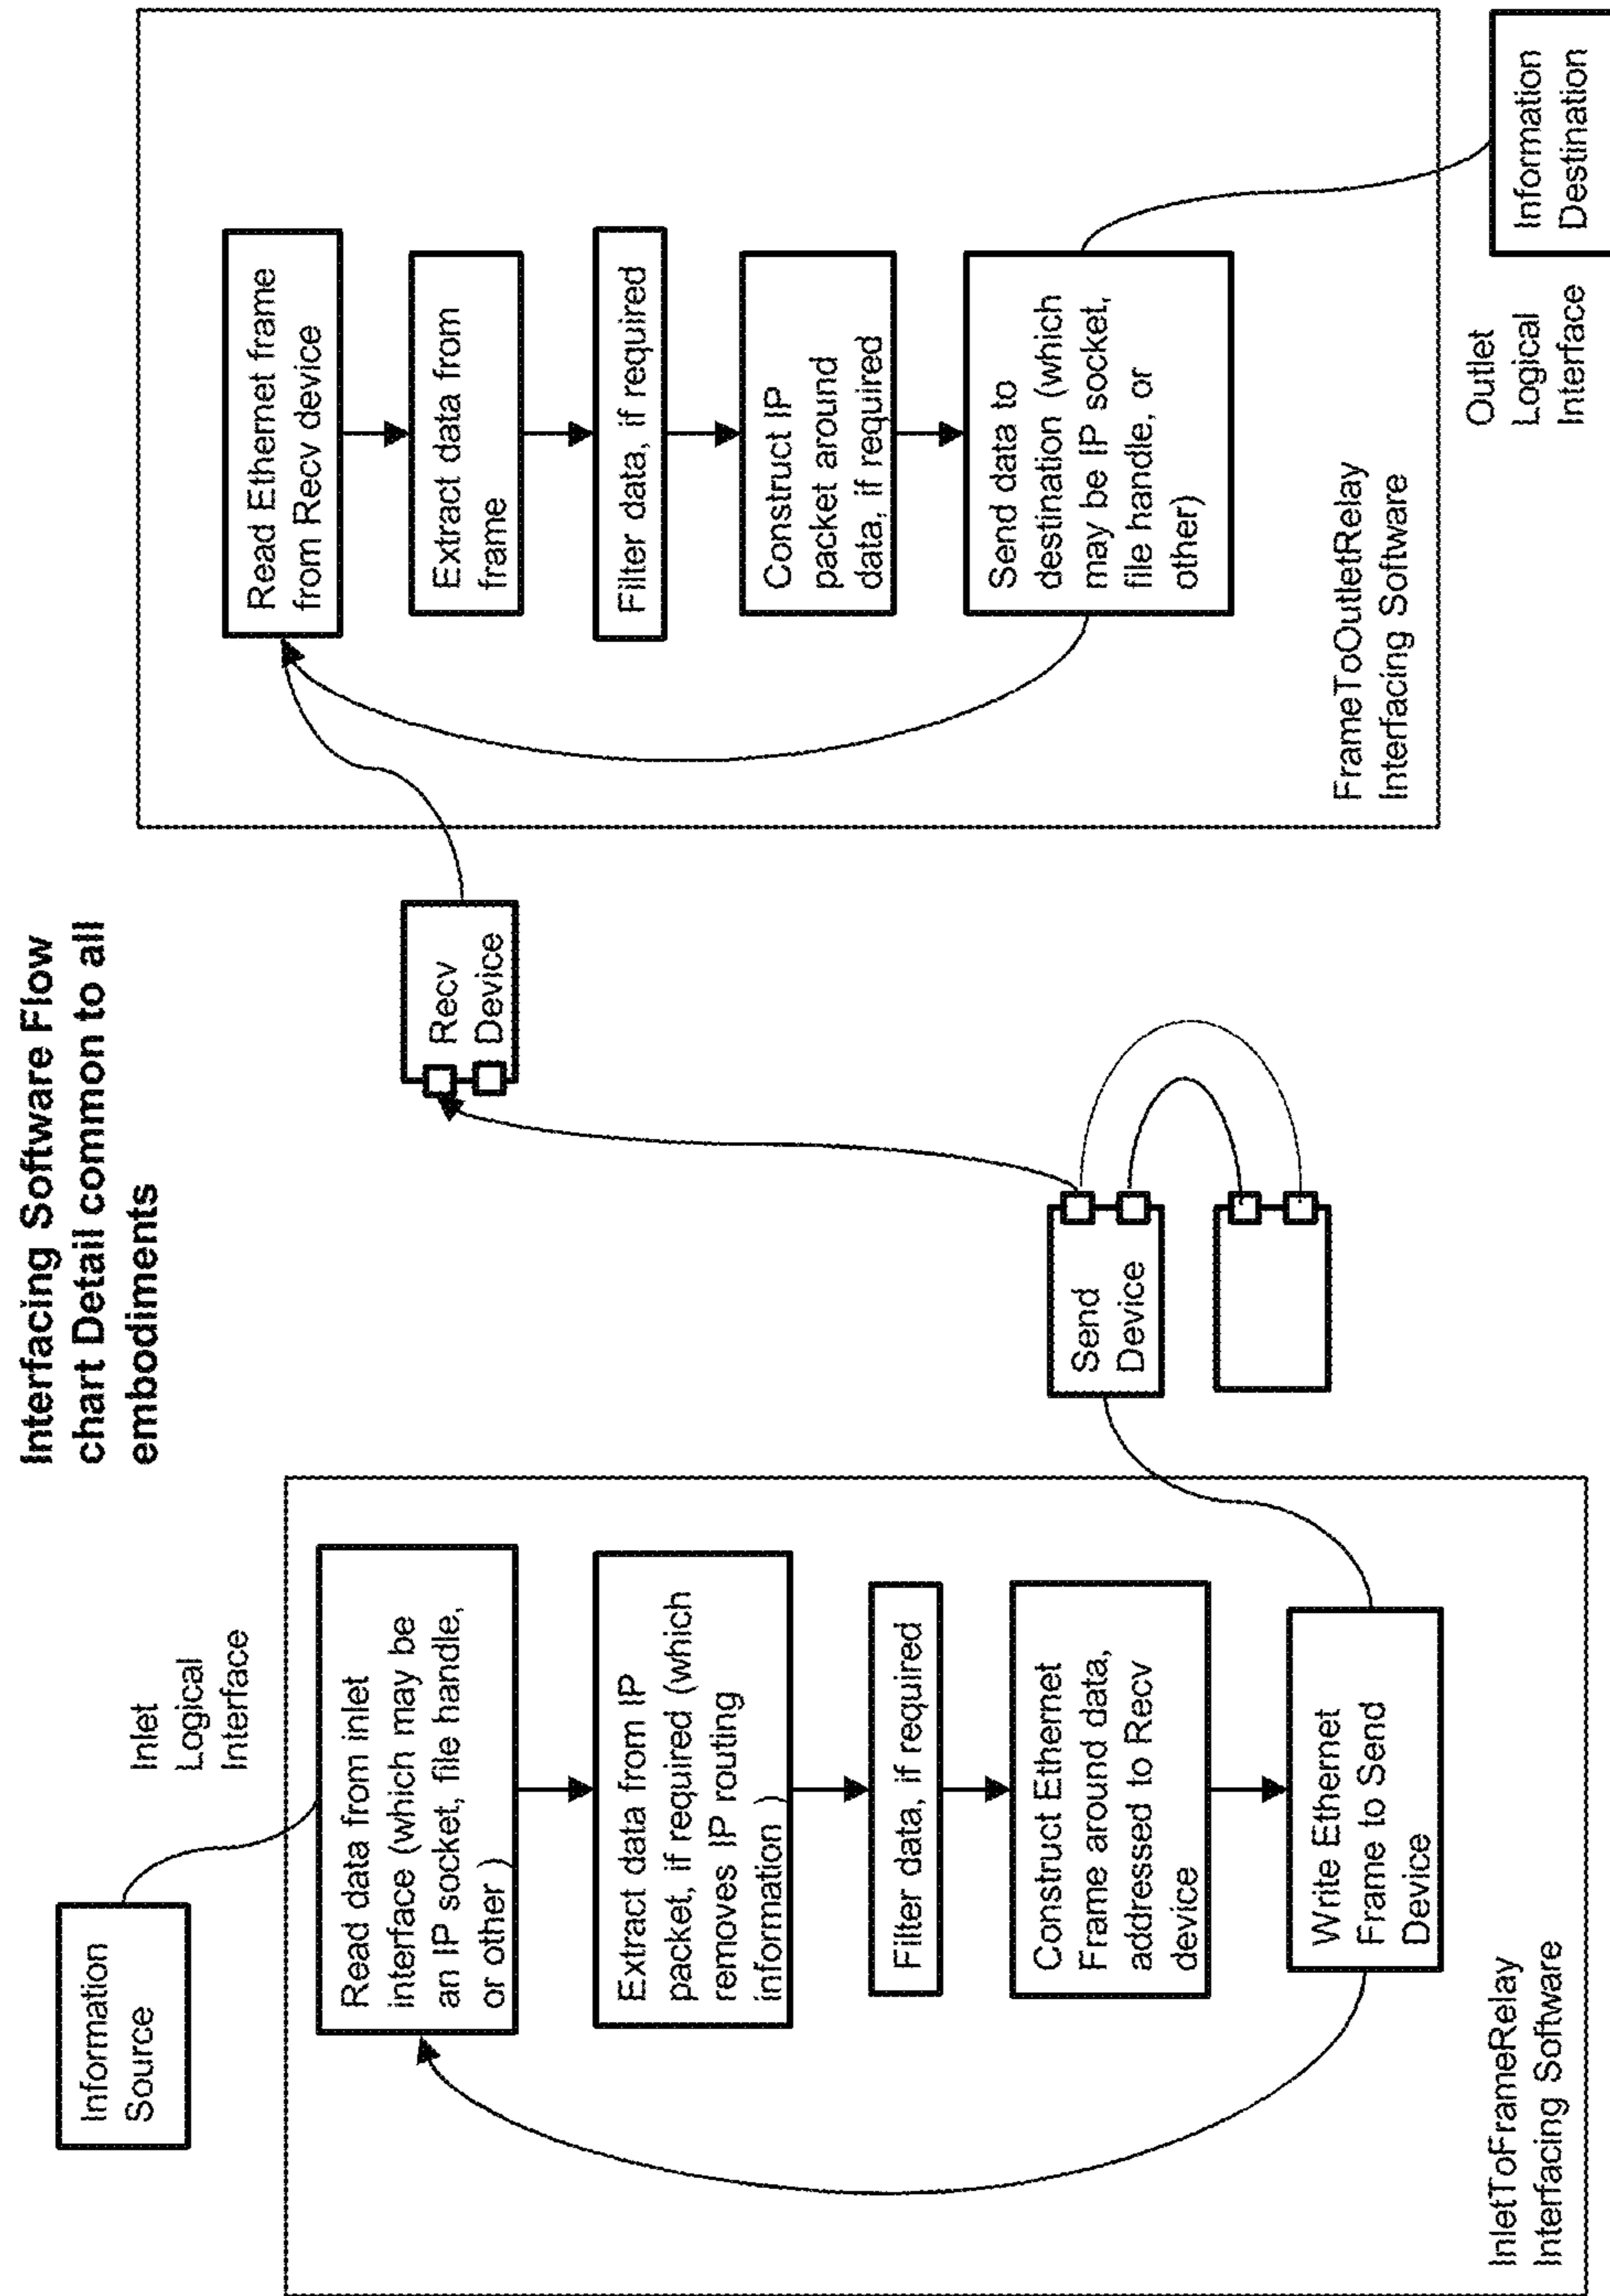 Interfacing Software Flow
chart Detail common to all
embodiments
Information
Source
Inlet
Logical
Interface
Read data from inlet
interface (which may be
an IP socket, file handle,
or other )
Extract data from IP
packet, if required (which
removes IP routing
information )
Filter data, if required
Construct Ethernet
Frame around data,
addressed to Recv
device
Write Ethernet
Frame to Send
Device
InletToFrameRelay
Interfacing Software
Send
Device
Recv
Device
Read Ethernet frame
from Recv device
Extract data from
frame
Filter data, if required
Construct IP
packet around
data, if required
Send data to
destination (which
may be IP socket,
file handle, or
other)
FrameToOutletRelay
Interfacing Software
Outlet
Logical
Interface
Information
Destination